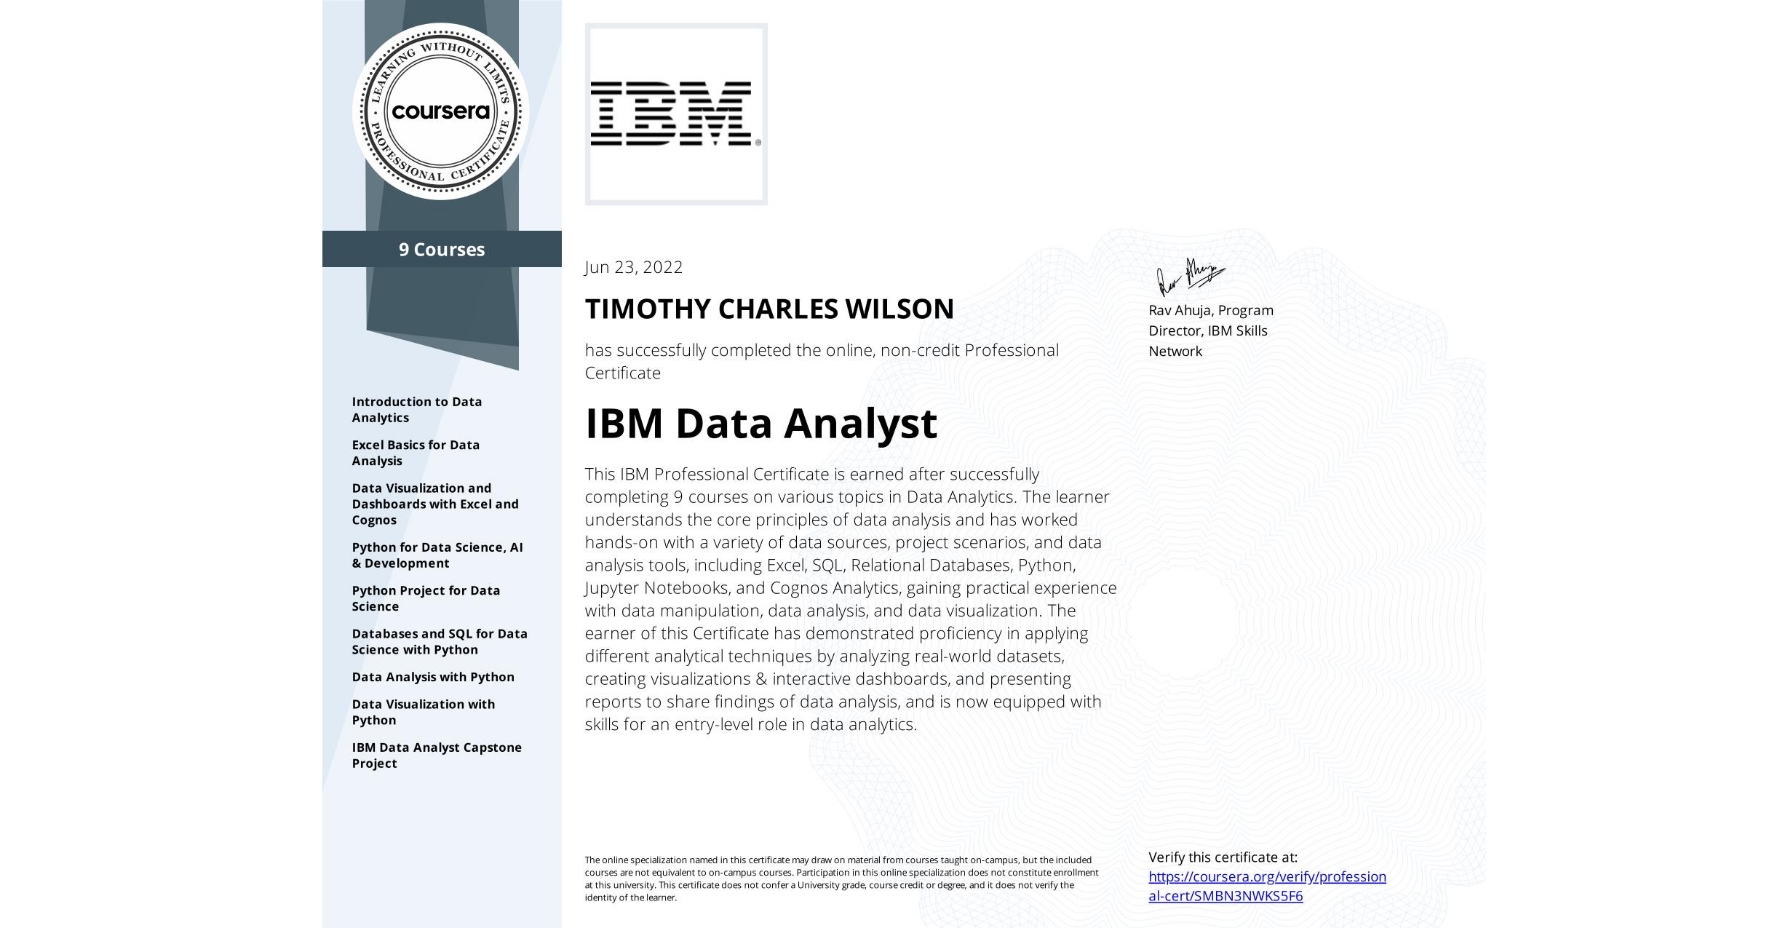 LEARNING WITHOUT LIMITS
coursera
PROFESSIONAL CERTIFICATE
9 Courses
Introduction to Data
Analytics
Excel Basics for Data
Analysis
Data Visualization and
Dashboards with Excel and
Cognos
Python for Data Science, AI
& Development
Python Project for Data
Science
Databases and SQL for Data
Science with Python
Data Analysis with Python
Data Visualization with
Python
IBM Data Analyst Capstone
Project
IBM®
Jun 23, 2022
TIMOTHY CHARLES WILSON
has successfully completed the online, non-credit Professional
Certificate
IBM Data Analyst
This IBM Professional Certificate is earned after successfully
completing 9 courses on various topics in Data Analytics. The learner
understands the core principles of data analysis and has worked
hands-on with a variety of data sources, project scenarios, and data
analysis tools, including Excel, SQL, Relational Databases, Python,
Jupyter Notebooks, and Cognos Analytics, gaining practical experience
with data manipulation, data analysis, and data visualization. The
earner of this Certificate has demonstrated proficiency in applying
different analytical techniques by analyzing real-world datasets,
creating visualizations & interactive dashboards, and presenting
reports to share findings of data analysis, and is now equipped with
skills for an entry-level role in data analytics.
Rav Ahuja
Rav Ahuja, Program
Director, IBM Skills
Network
The online specialization named in this certificate may draw on material from courses taught on-campus, but the included
courses are not equivalent to on-campus courses. Participation in this online specialization does not constitute enrollment
at this university. This certificate does not confer a University grade, course credit or degree, and it does not verify the
identity of the learner.
Verify this certificate at:
https://coursera.org/verify/profession
al-cert/SMBN3NWKS5F6